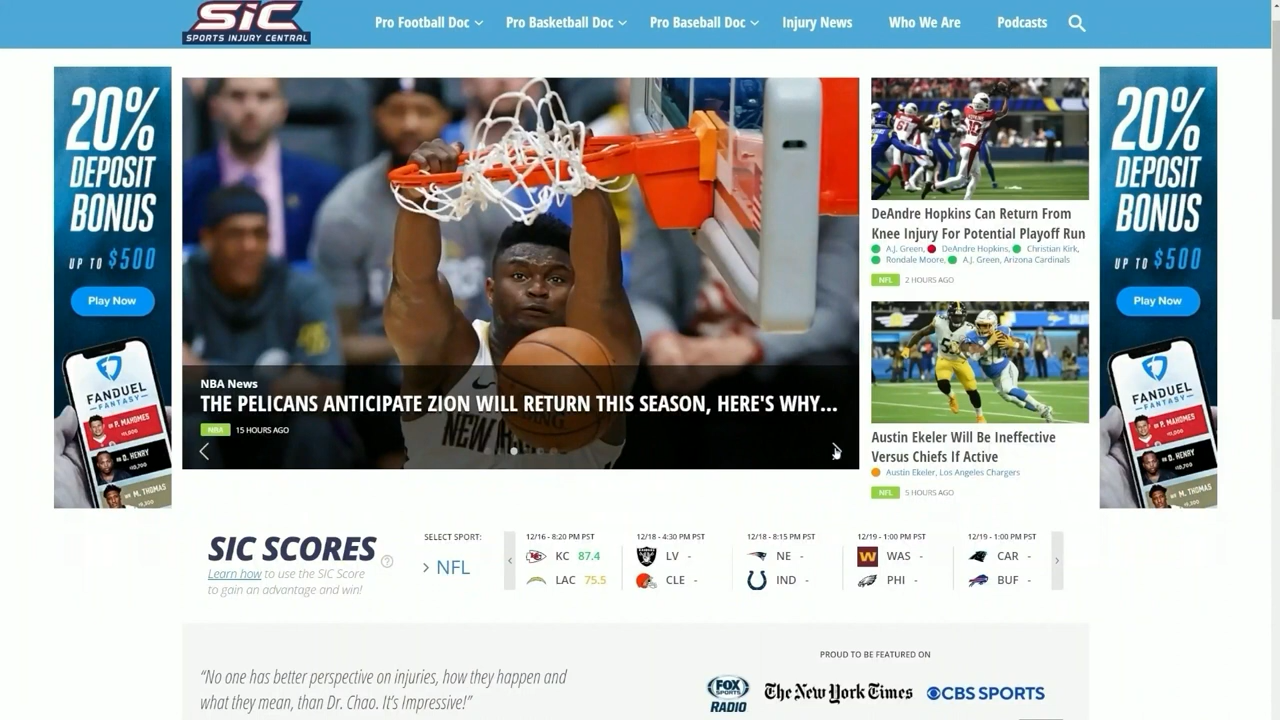 SiC
SPORTS INJURY CENTRAL
Pro Football Doc
Pro Basketball Doc
Pro Baseball Doc
Injury News
Who We Are
Podcasts
20%
DEPOSIT
BONUS
UP TO $500
Play Now
FANDUEL
FANTASY
P. MAHOMES
D. HENRY
M. THOMAS
NEW
NBA News
THE PELICANS ANTICIPATE ZION WILL RETURN THIS SEASON, HERE'S WHY...
NBA 15 HOURS AGO
DeAndre Hopkins Can Return From
Knee Injury For Potential Playoff Run
A.J. Green, DeAndre Hopkins, Christian Kirk,
Rondale Moore, A.J. Green, Arizona Cardinals
NFL 2 HOURS AGO
Austin Ekeler Will Be Ineffective
Versus Chiefs If Active
Austin Ekeler, Los Angeles Chargers
NFL 5 HOURS AGO
20%
DEPOSIT
BONUS
UP TO $500
Play Now
FANDUEL
FANTASY
P. MAHOMES
D. HENRY
M. THOMAS
SIC SCORES
Learn how to use the SIC Score
to gain an advantage and win!
SELECT SPORT:
NFL
12/16 - 8:20 PM PST
KC 87.4
LAC 75.5
12/18 - 4:30 PM PST
LV -
CLE -
12/18 - 8:15 PM PST
NE -
IND -
12/19 - 1:00 PM PST
WAS -
PHI -
12/19 - 1:00 PM PST
CAR -
BUF -
“No one has better perspective on injuries, how they happen and
what they mean, than Dr. Chao. It’s Impressive!”
PROUD TO BE FEATURED ON
FOX
SPORTS
RADIO
The New York Times
CBS SPORTS